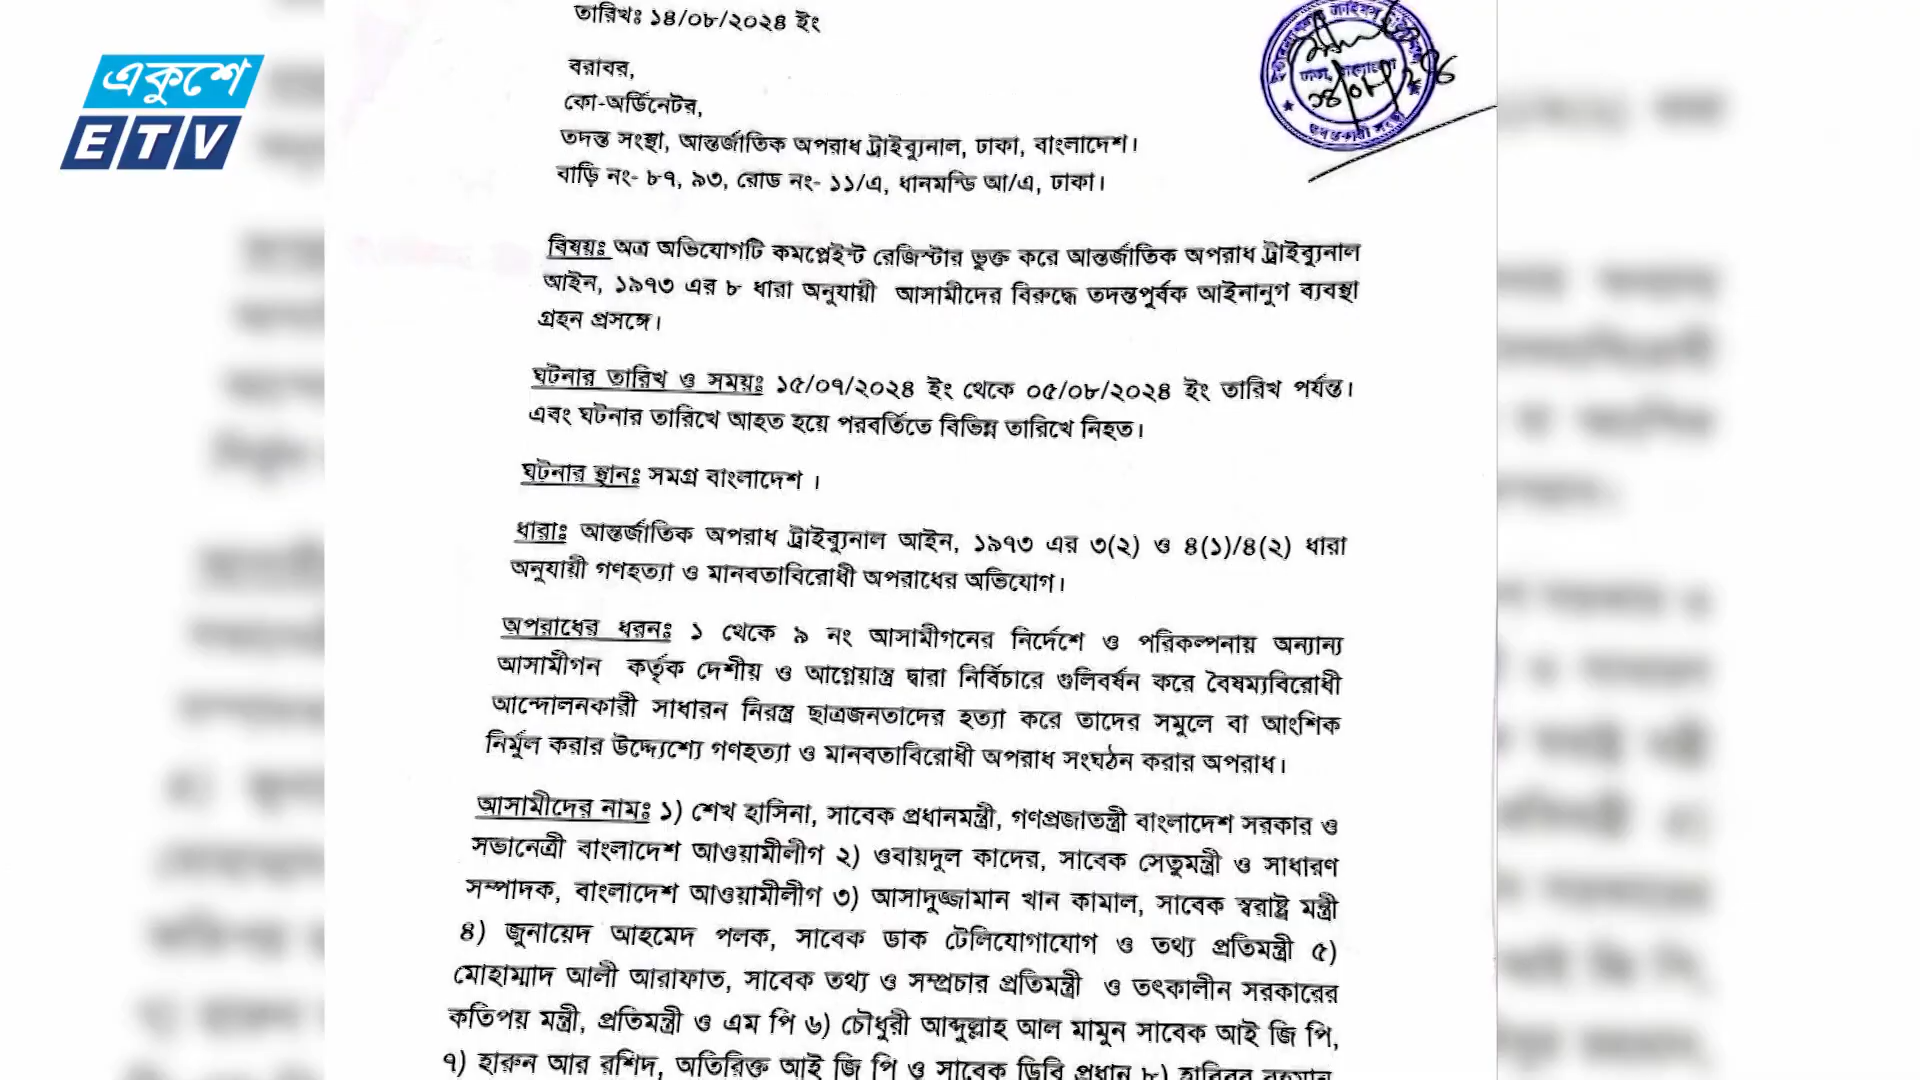 একুশে
ETV
তারিখঃ ১৪/০৮/২০২৪ ইং
বরাবর,
কো-অর্ডিনেটর,
তদন্ত সংস্থা, আন্তর্জাতিক অপরাধ ট্রাইব্যুনাল, ঢাকা, বাংলাদেশ।
বাড়ি নং- ৮৭, ৯৩, রোড নং- ১১/এ, ধানমন্ডি আ/এ, ঢাকা।
বিষয়ঃ অত্র অভিযোগটি কমপ্লেইন্ট রেজিস্টার ভুক্ত করে আন্তর্জাতিক অপরাধ ট্রাইব্যুনাল
আইন, ১৯৭৩ এর ৮ ধারা অনুযায়ী আসামীদের বিরুদ্ধে তদন্তপূর্বক আইনানুগ ব্যবস্থা
গ্রহন প্রসঙ্গে।
ঘটনার তারিখ ও সময়ঃ ১৫/০৭/২০২৪ ইং থেকে ০৫/০৮/২০২৪ ইং তারিখ পর্যন্ত।
এবং ঘটনার তারিখে আহত হয়ে পরবর্তিতে বিভিন্ন তারিখে নিহত।
ঘটনার স্থানঃ সমগ্র বাংলাদেশ ।
ধারাঃ আন্তর্জাতিক অপরাধ ট্রাইব্যুনাল আইন, ১৯৭৩ এর ৩(২) ও ৪(১)/৪(২) ধারা
অনুযায়ী গণহত্যা ও মানবতাবিরোধী অপরাধের অভিযোগ।
অপরাধের ধরনঃ ১ থেকে ৯ নং আসামীগনের নির্দেশে ও পরিকল্পনায় অন্যান্য
আসামীগন কর্তৃক দেশীয় ও আগ্নেয়াস্ত্র দ্বারা নির্বিচারে গুলিবর্ষন করে বৈষম্যবিরোধী
আন্দোলনকারী সাধারন নিরস্ত্র ছাত্রজনতাদের হত্যা করে তাদের সমুলে বা আংশিক
নির্মুল করার উদ্দ্যেশ্যে গণহত্যা ও মানবতাবিরোধী অপরাধ সংঘঠন করার অপরাধ।
আসামীদের নামঃ ১) শেখ হাসিনা, সাবেক প্রধানমন্ত্রী, গণপ্রজাতন্ত্রী বাংলাদেশ সরকার ও
সভানেত্রী বাংলাদেশ আওয়ামীলীগ ২) ওবায়দুল কাদের, সাবেক সেতুমন্ত্রী ও সাধারণ
সম্পাদক, বাংলাদেশ আওয়ামীলীগ ৩) আসাদুজ্জামান খান কামাল, সাবেক স্বরাষ্ট্র মন্ত্রী
৪) জুনায়েদ আহমেদ পলক, সাবেক ডাক টেলিযোগাযোগ ও তথ্য প্রতিমন্ত্রী ৫)
মোহাম্মাদ আলী আরাফাত, সাবেক তথ্য ও সম্প্রচার প্রতিমন্ত্রী ও তৎকালীন সরকারের
কতিপয় মন্ত্রী, প্রতিমন্ত্রী ও এম পি ৬) চৌধুরী আব্দুল্লাহ আল মামুন সাবেক আই জি পি,
৭) হারুন আর রশিদ, অতিরিক্ত আই জি পি ও সাবেক ডিবি প্রধান ৮) হাবিবুর রহমান,